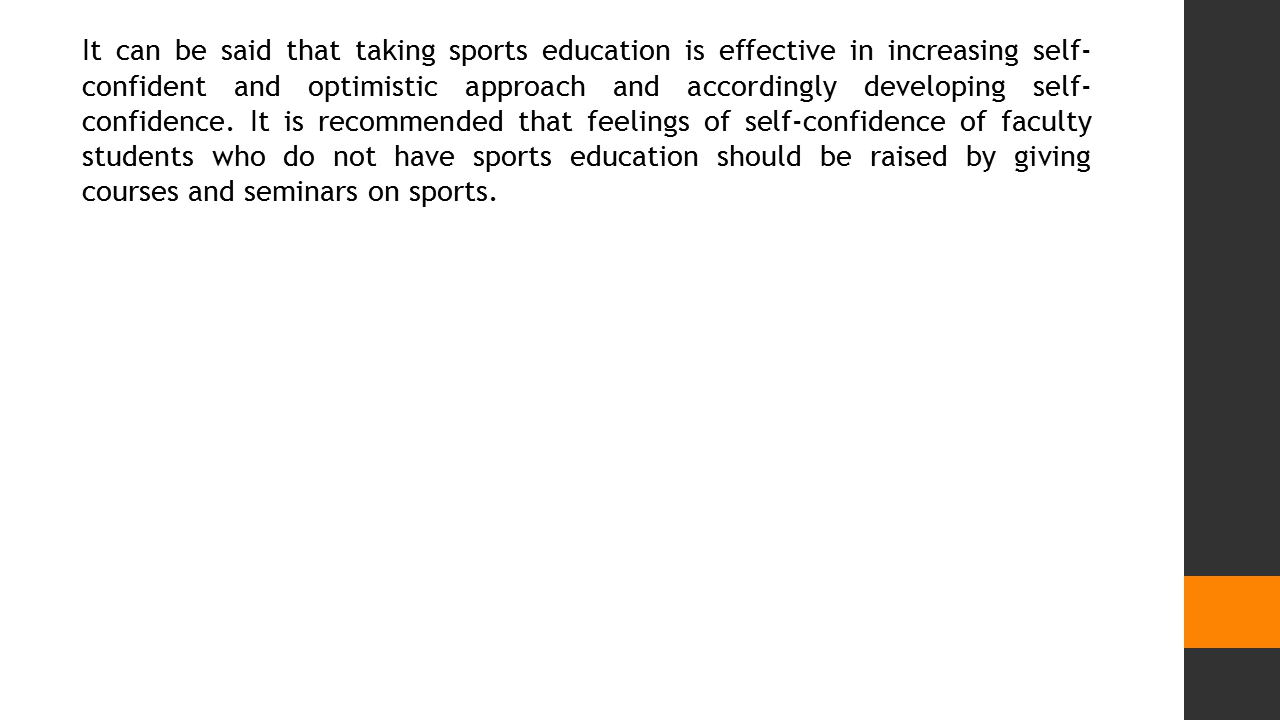 It can be said that taking sports education is effective in increasing self-
confident and optimistic approach and accordingly developing self-
confidence. It is recommended that feelings of self-confidence of faculty
students who do not have sports education should be raised by giving
courses and seminars on sports.